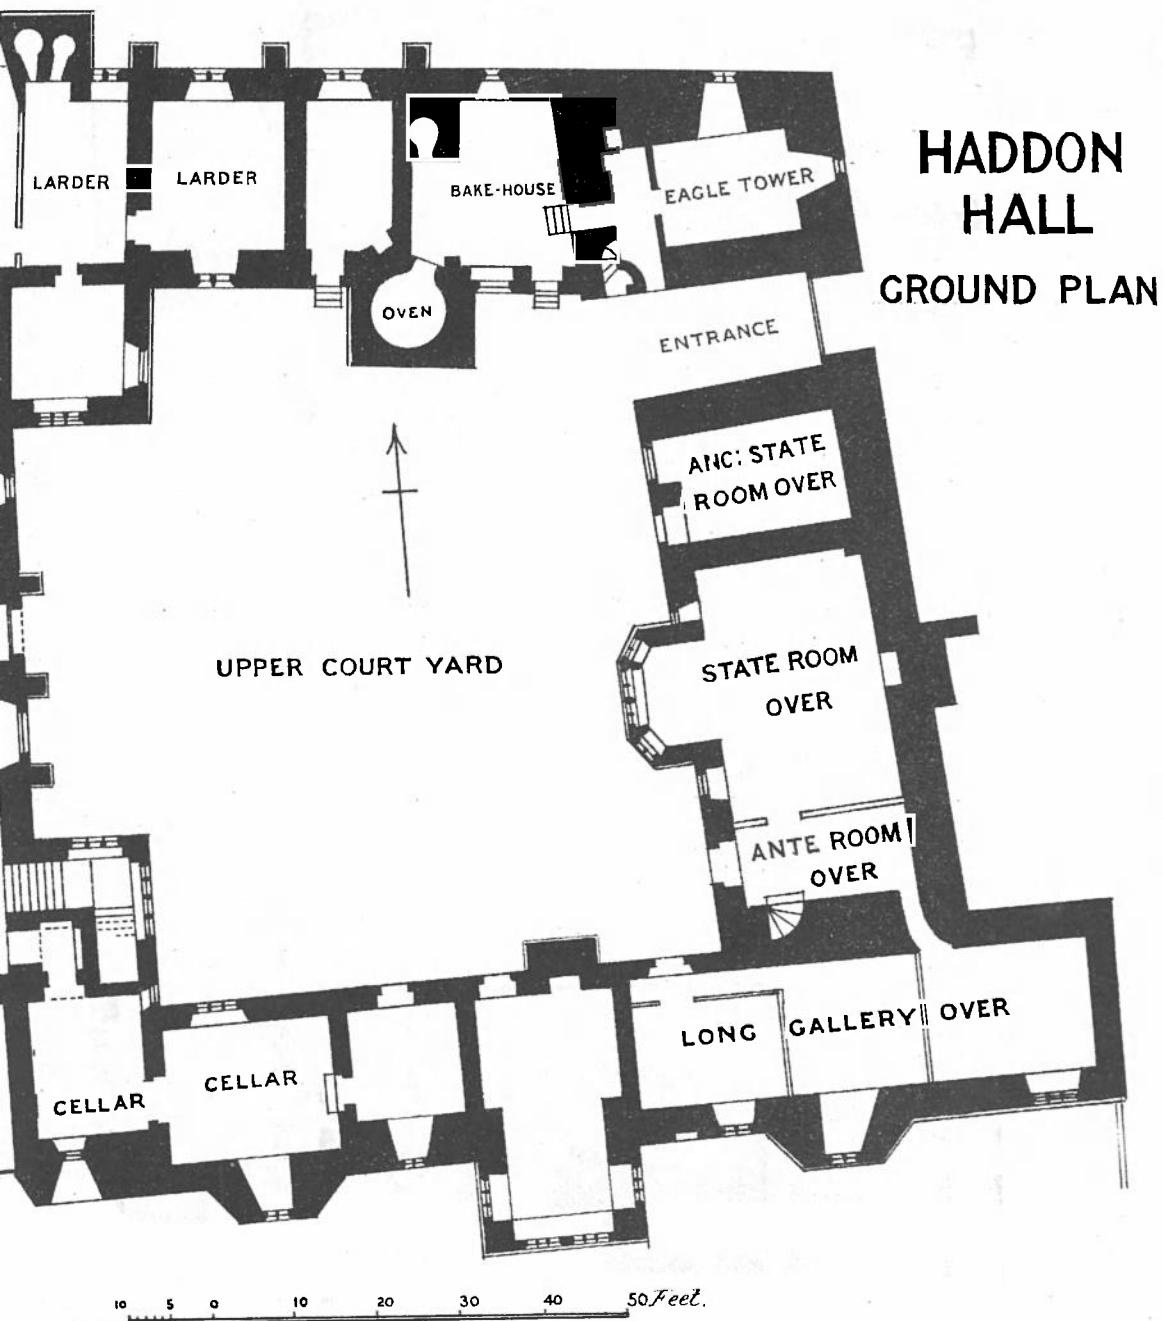 HADDON
HALL
GROUND PLAN
LARDER
LARDER
BAKE-HOUSE
EAGLE TOWER
OVEN
ENTRANCE
ANC: STATE
ROOM OVER
UPPER COURT YARD
STATE ROOM
OVER
ANTE ROOM
OVER
LONG GALLERY OVER
CELLAR
CELLAR
10 5 0 10 20 30 40 50 Feet.